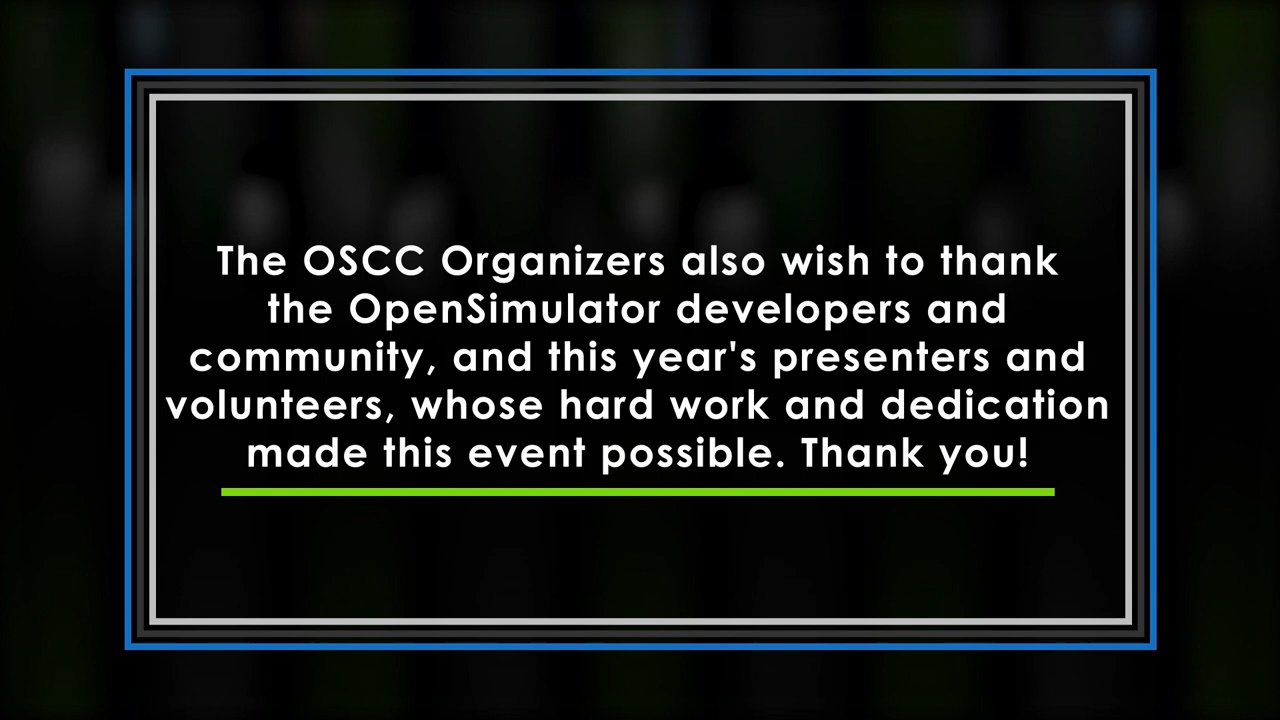 The OSCC Organizers also wish to thank
the OpenSimulator developers and
community, and this year's presenters and
volunteers, whose hard work and dedication
made this event possible. Thank you!